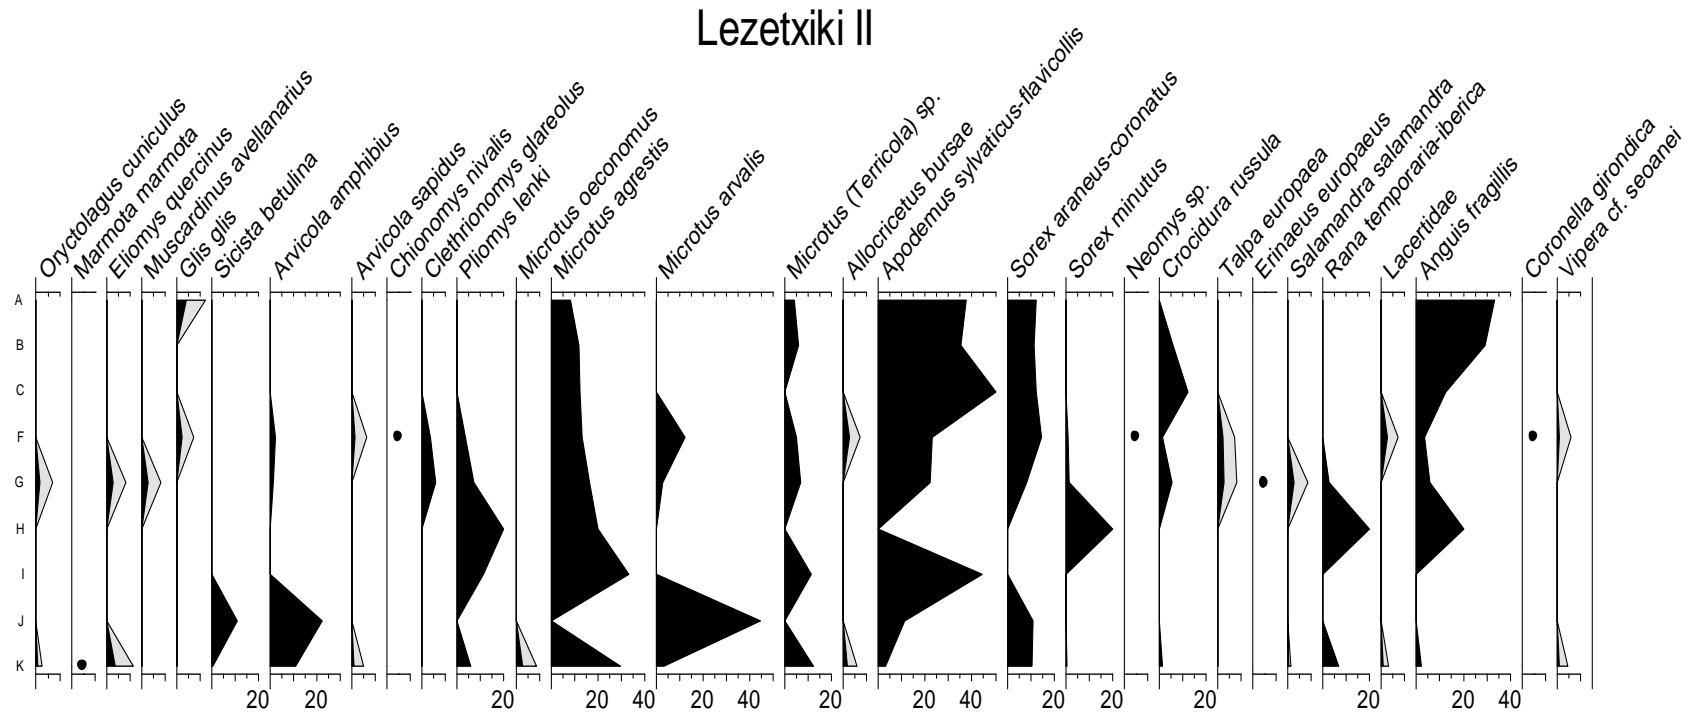 Lezetxiki II
Oryctolagus cuniculus
Marmota marmota
Eliomys quercinus
Muscardinus avellanarius
Glis glis
Sicista betulina
Arvicola amphibius
Arvicola sapidus
Chionomys nivalis
Clethrionomys glareolus
Pliomys lenki
Microtus oeconomus
Microtus agrestis
Microtus arvalis
Microtus (Terricola) sp.
Allocricetus bursae
Apodemus sylvaticus-flavicollis
Sorex araneus-coronatus
Sorex minutus
Neomys sp.
Crocidura russula
Talpa europaea
Erinaeus europaeus
Salamandra salamandra
Rana temporaria-iberica
Lacertidae
Anguis fragillis
Coronella girondica
Vipera cf. seoanei
A
B
C
F
G
H
I
J
K
20 20 20 20 40 20 40 20 20 40 20 20 20 20 40